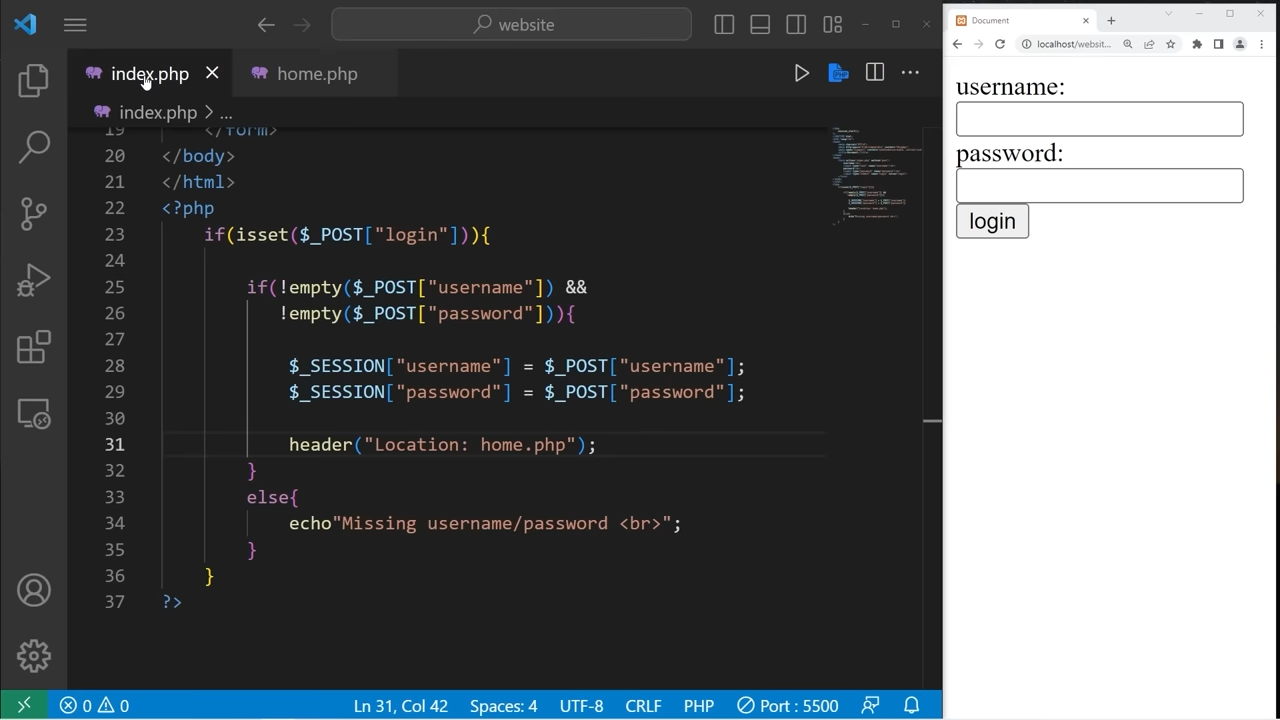 website
index.php
home.php
index.php > ...
19 </form>
20 </body>
21 </html>
22 <?php
23 if(isset($_POST["login"])){
24
25 if(!empty($_POST["username"]) &&
26 !empty($_POST["password"])){
27
28 $_SESSION["username"] = $_POST["username"];
29 $_SESSION["password"] = $_POST["password"];
30
31 header("Location: home.php");
32 }
33 else{
34 echo"Missing username/password <br>";
35 }
36 }
37 ?>
0 0 Ln 31, Col 42 Spaces: 4 UTF-8 CRLF PHP Port : 5500
Document
localhost/websit...
username:
password:
login